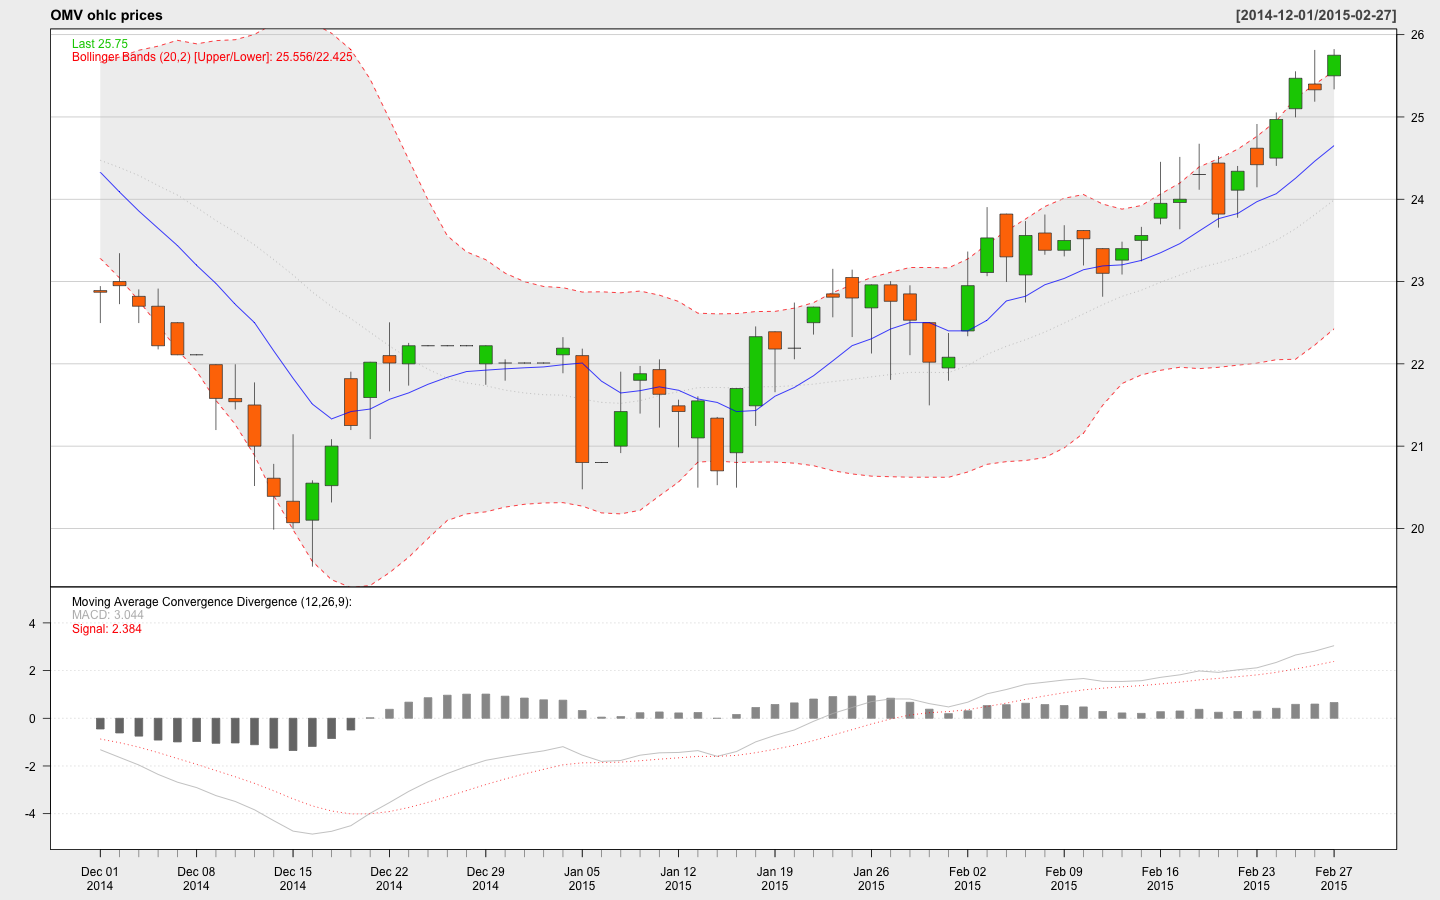 OMV ohlc prices
[2014-12-01/2015-02-27]
Last 25.75
Bollinger Bands (20,2) [Upper/Lower]: 25.556/22.425
26
25
24
23
22
21
20
Moving Average Convergence Divergence (12,26,9):
MACD: 3.044
Signal: 2.384
4
2
0
-2
-4
Dec 01 Dec 08 Dec 15 Dec 22 Dec 29 Jan 05 Jan 12 Jan 19 Jan 26 Feb 02 Feb 09 Feb 16 Feb 23 Feb 27
2014 2014 2014 2014 2014 2015 2015 2015 2015 2015 2015 2015 2015 2015